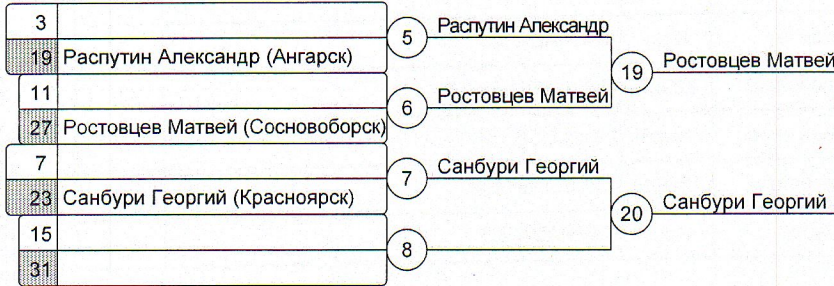 3
5
Распутин Александр
19 Распутин Александр (Ангарск)
19
Ростовцев Матвей
11
6
Ростовцев Матвей
27 Ростовцев Матвей (Сосновоборск)
7
7
Санбури Георгий
23 Санбури Георгий (Красноярск)
20
Санбури Георгий
15
8
31